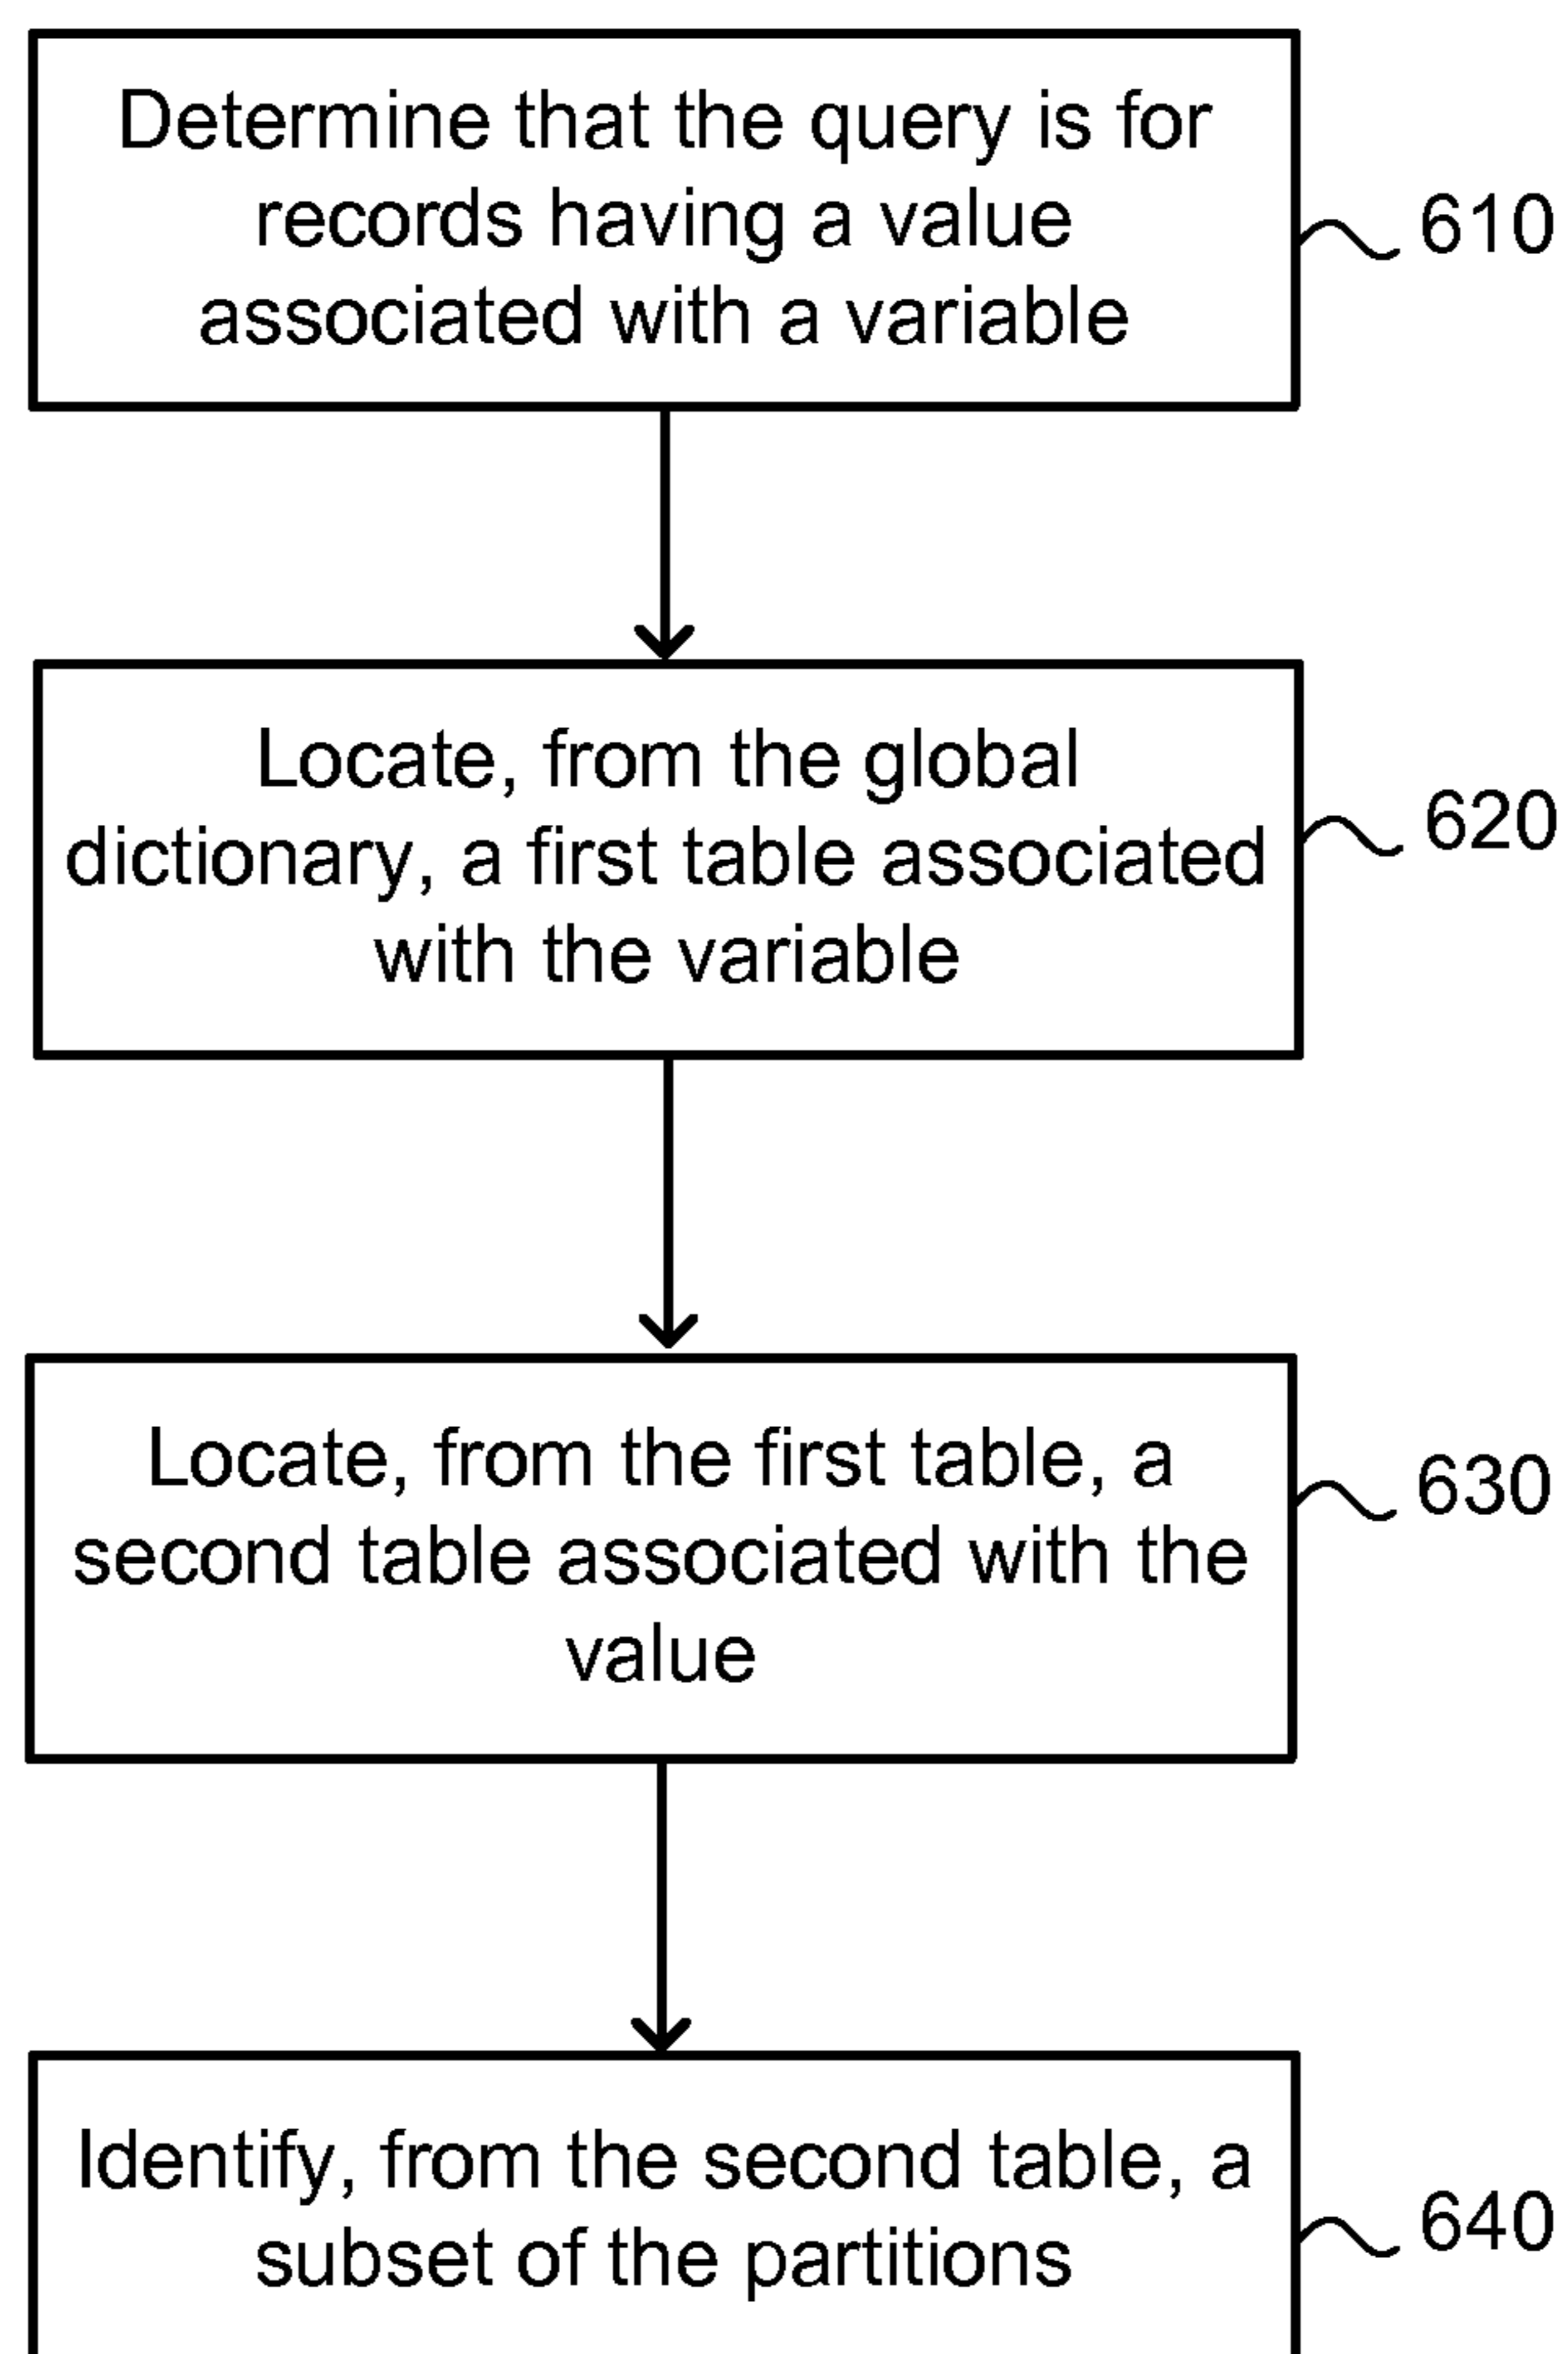 Determine that the query is for
records having a value
associated with a variable
610
Locate, from the global
dictionary, a first table associated
with the variable
620
Locate, from the first table, a
second table associated with the
value
630
Identify, from the second table, a
subset of the partitions
640